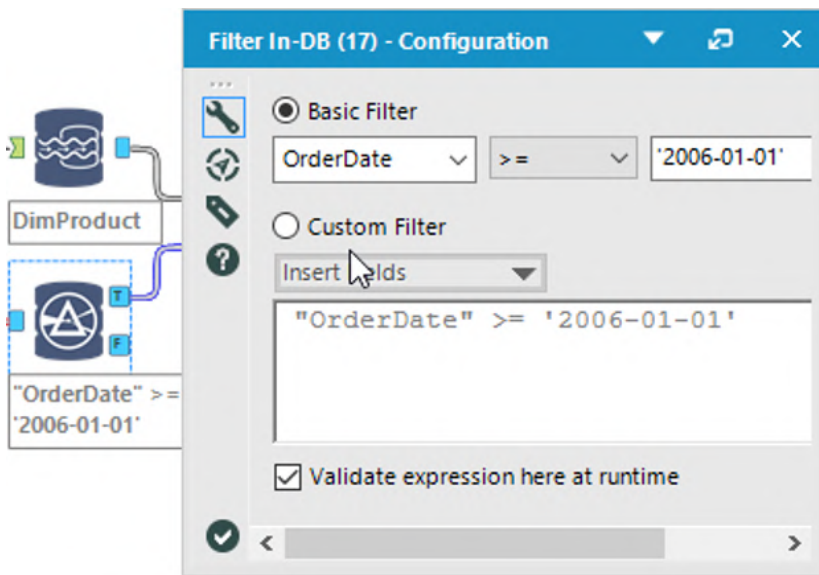 Filter In-DB (17) - Configuration
Basic Filter
OrderDate >= '2006-01-01'
DimProduct
Custom Filter
Insert Fields
T
F
"OrderDate" >= '2006-01-01'
"OrderDate" >=
'2006-01-01'
Validate expression here at runtime